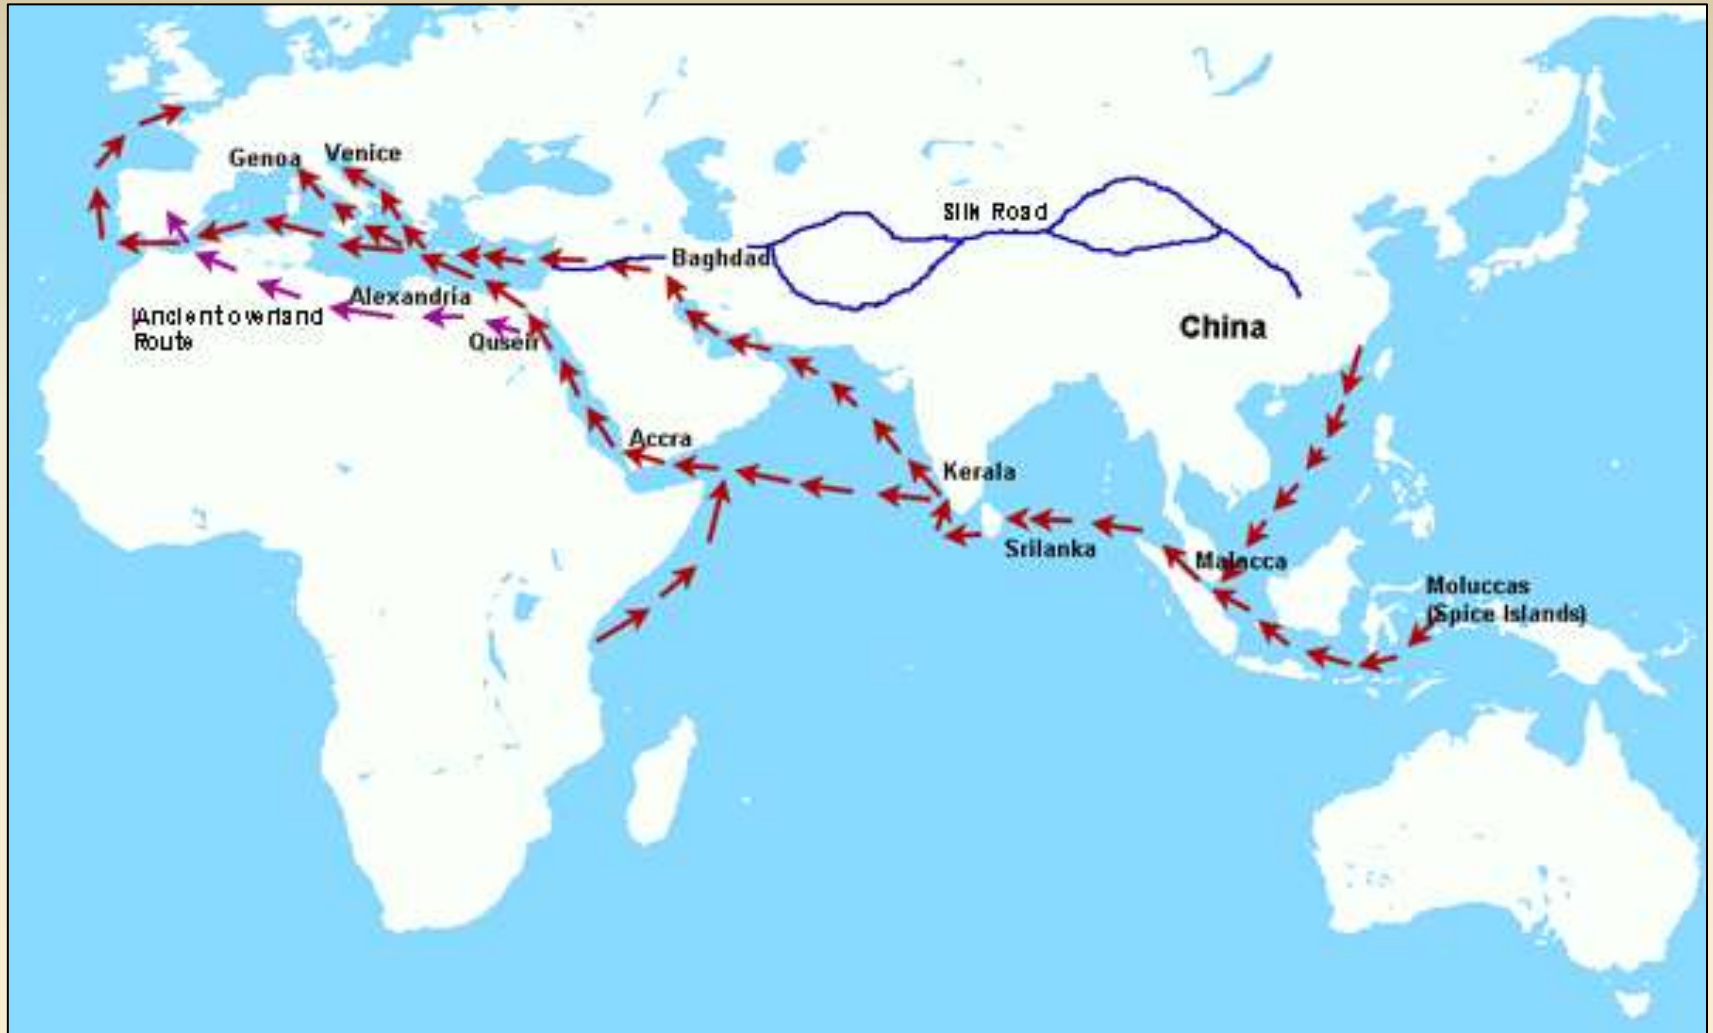 Genoa
Venice
Silk Road
Baghdad
Alexandria
Ancient overland
Route
Quseir
China
Accra
Kerala
Srilanka
Malacca
Moluccas
(Spice Islands)